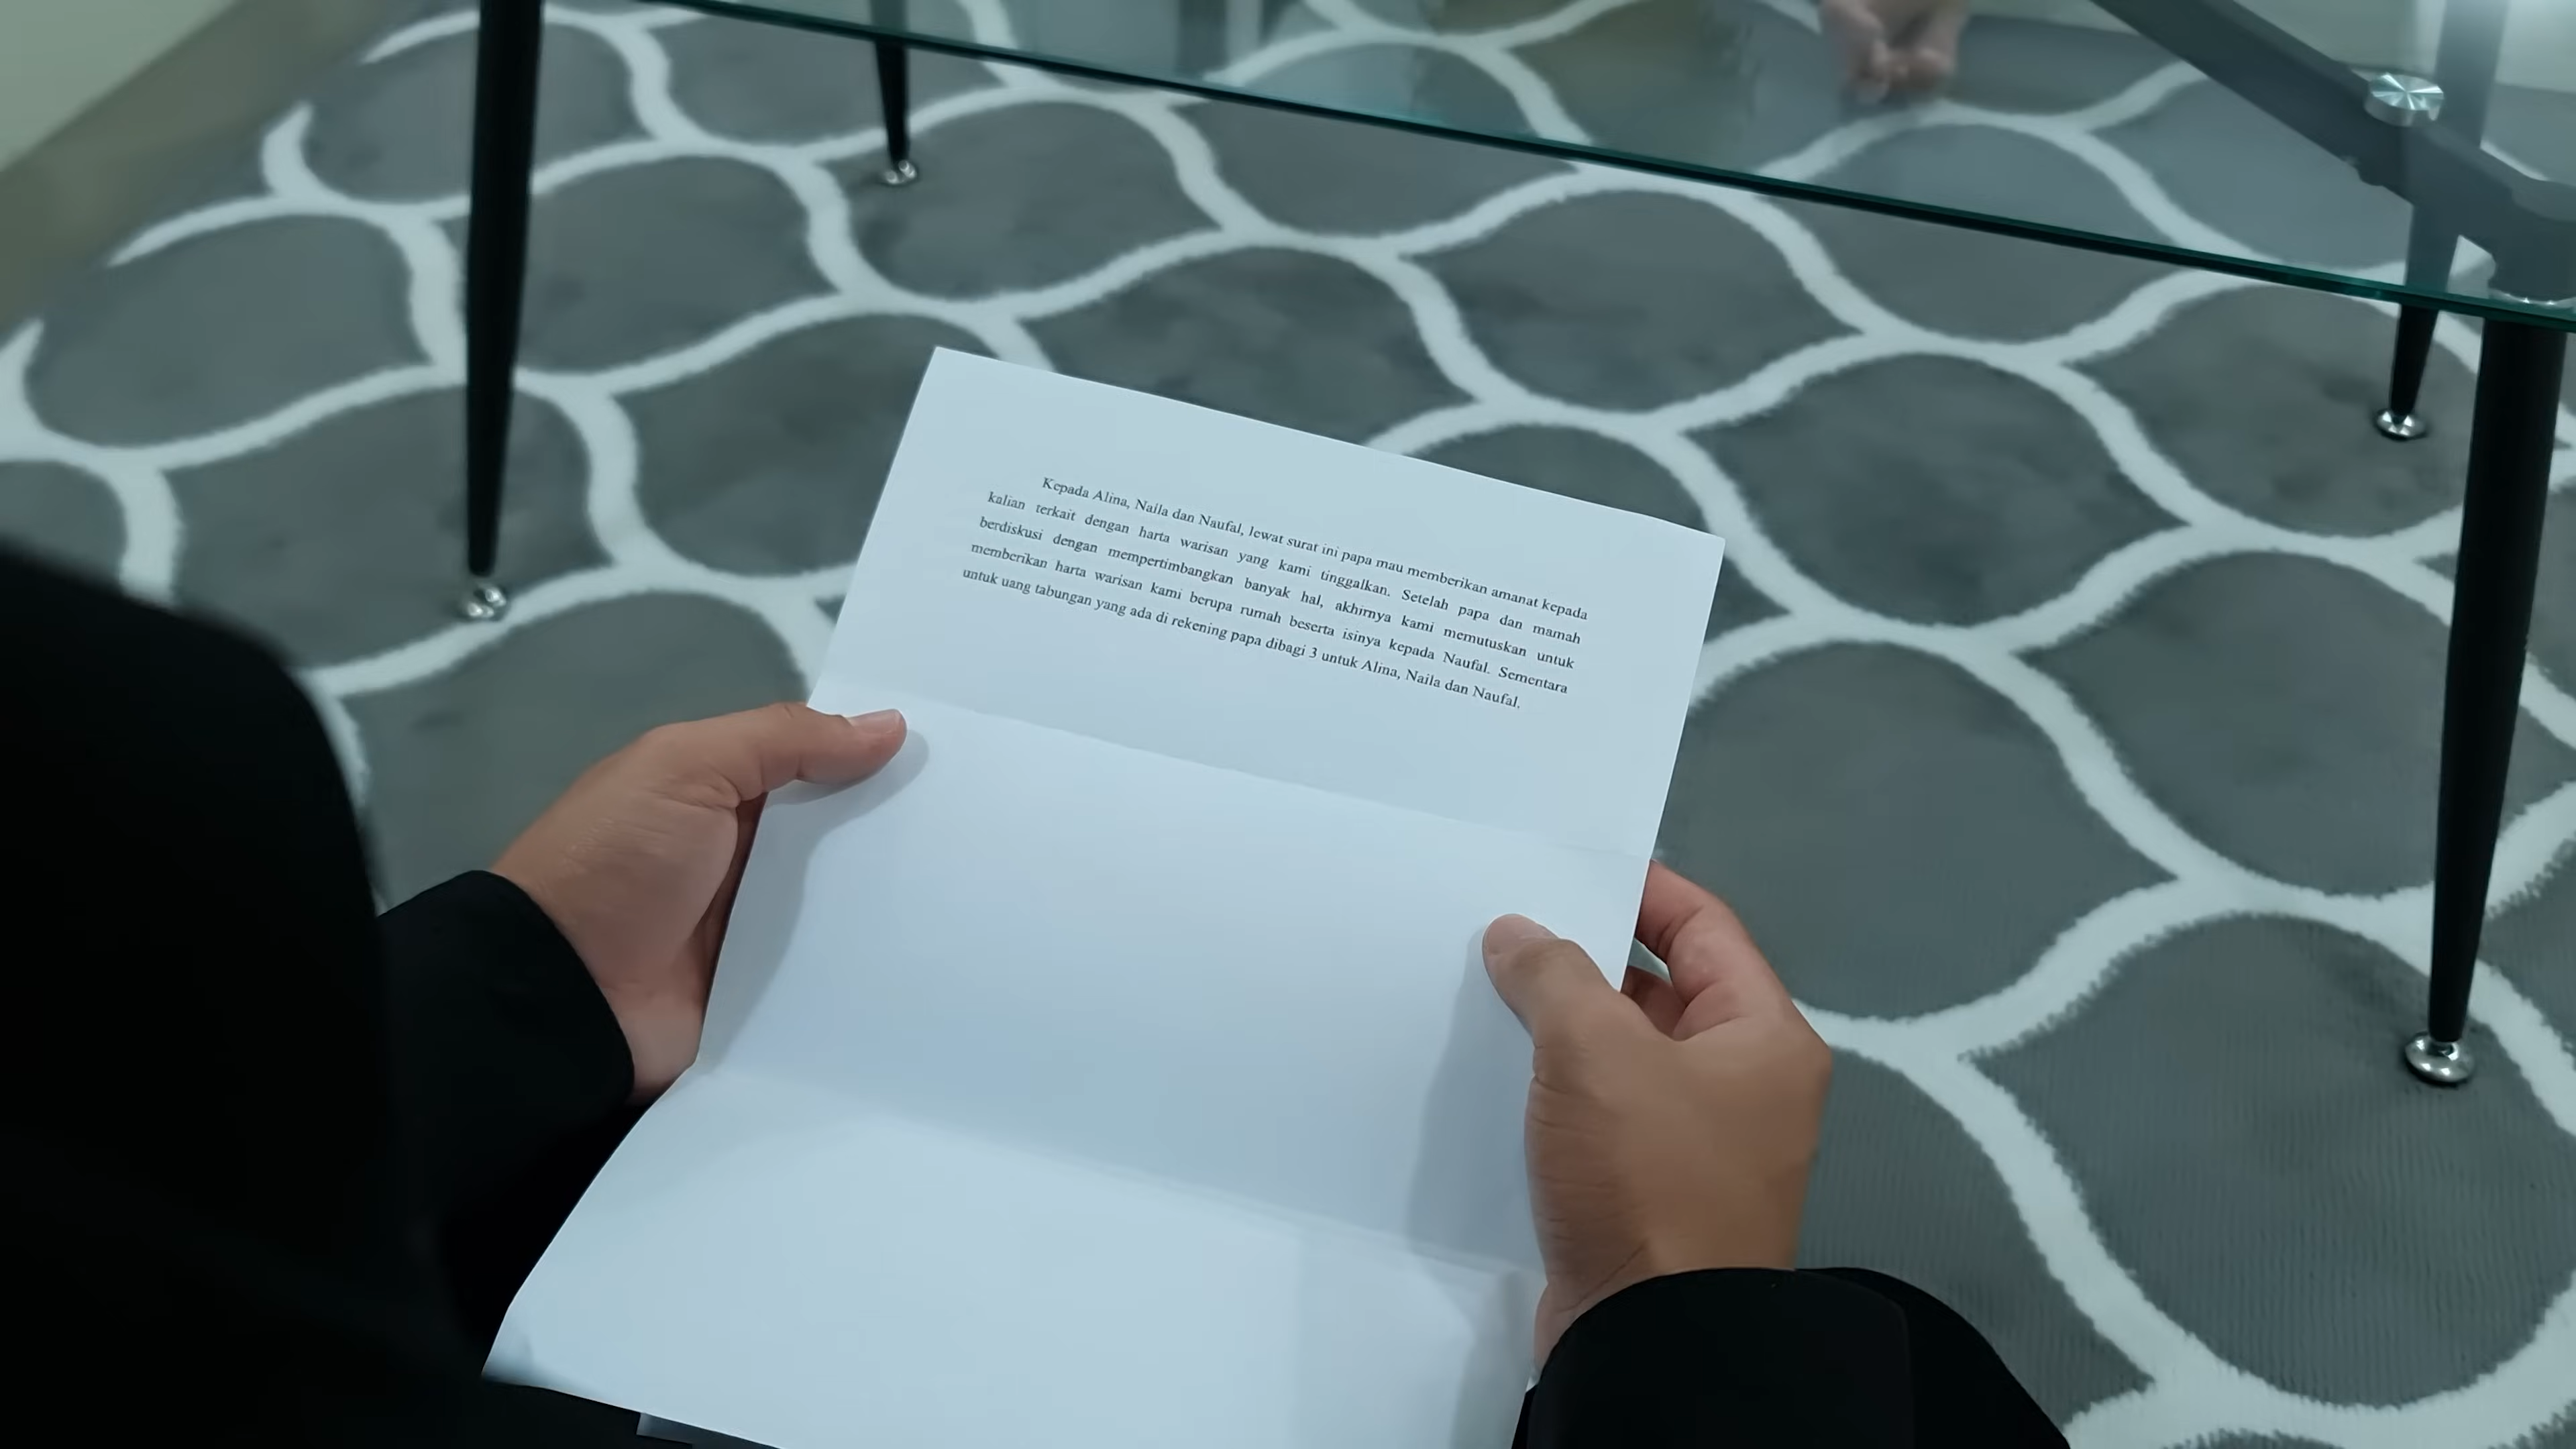 Kepada Alina, Naila dan Naufal, lewat surat ini papa mau memberikan amanat kepada
kalian terkait dengan harta warisan yang kami tinggalkan. Setelah papa dan mamah
berdiskusi dengan mempertimbangkan banyak hal, akhirnya kami memutuskan untuk
memberikan harta warisan kami berupa rumah beserta isinya kepada Naufal. Sementara
untuk uang tabungan yang ada di rekening papa dibagi 3 untuk Alina, Naila dan Naufal.